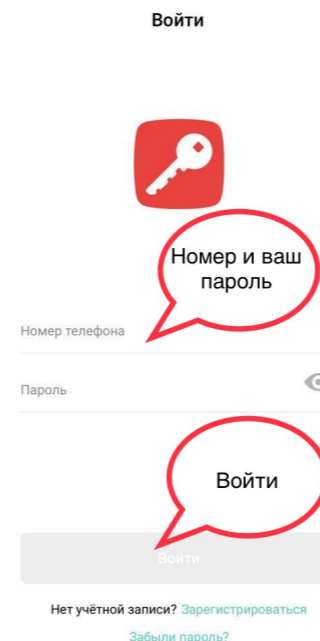 Войти
Номер и ваш
пароль
Номер телефона
Пароль
Войти
Войти
Нет учётной записи? Зарегистрироваться
Забыли пароль?